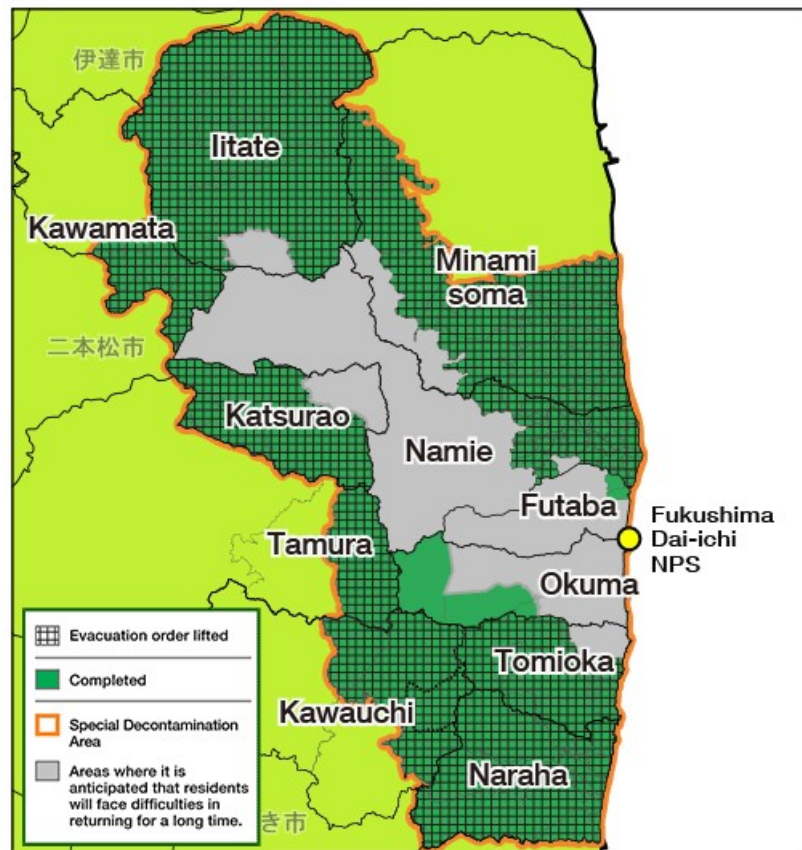 伊達市
Iitate
Kawamata
Minami
soma
二本松市
Katsurao
Namie
Futaba
Fukushima
Dai-ichi
NPS
Tamura
Okuma
Tomioka
Kawauchi
Naraha
Evacuation order lifted
Completed
Special Decontamination
Area
Areas where it is
anticipated that residents
will face difficulties in
returning for a long time.
き市